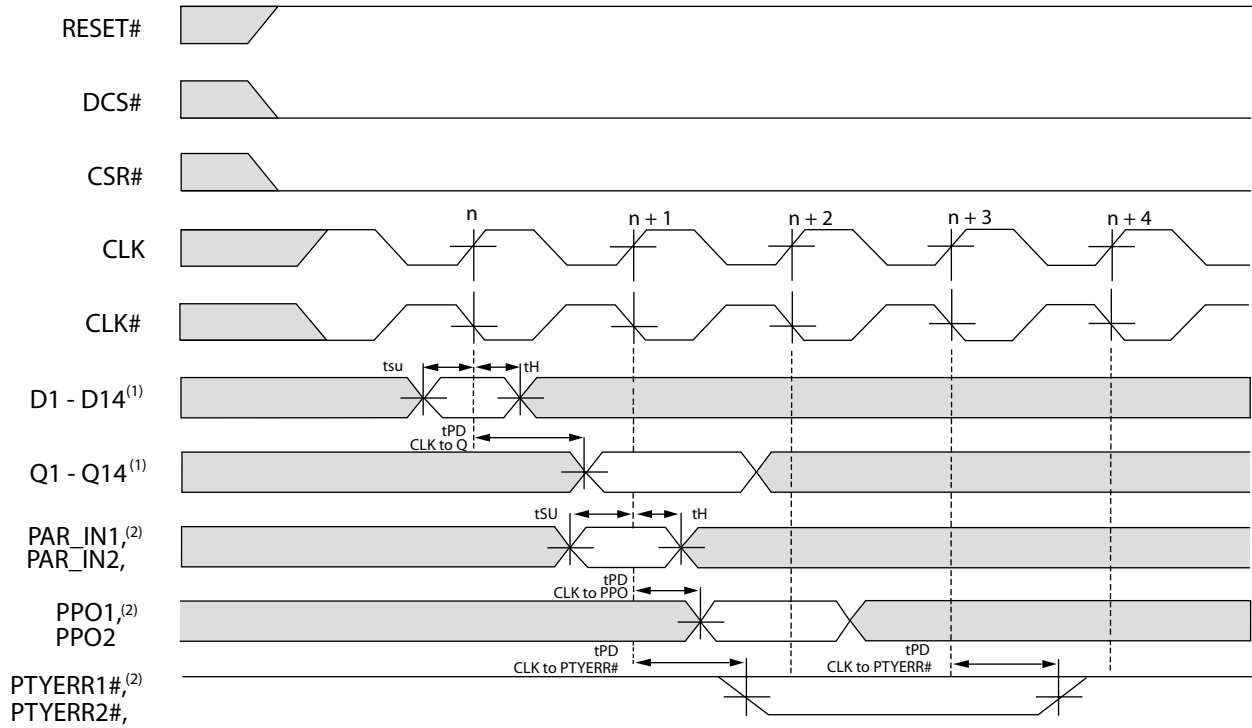 RESET#
DCS#
CSR#
n
n + 1
n + 2
n + 3
n + 4
CLK
CLK#
tsu
tH
D1 - D14(1)
tPD
CLK to Q
Q1 - Q14(1)
tSU
tH
PAR_IN1,(2)
PAR_IN2,
tPD
CLK to PPO
PPO1,(2)
PPO2
tPD
CLK to PTYERR#
tPD
CLK to PTYERR#
PTYERR1#,(2)
PTYERR2#,